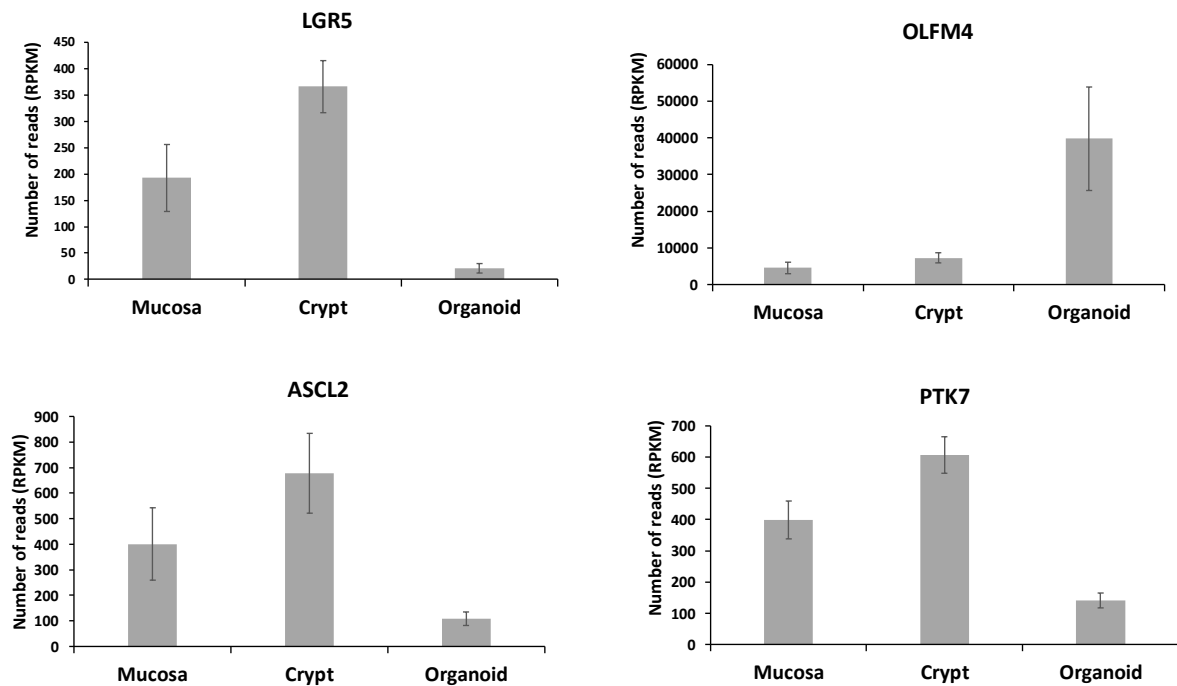 LGR5
Number of reads (RPKM)
450
400
350
300
250
200
150
100
50
0
Mucosa Crypt Organoid
OLFM4
Number of reads (RPKM)
60000
50000
40000
30000
20000
10000
0
Mucosa Crypt Organoid
ASCL2
Number of reads (RPKM)
900
800
700
600
500
400
300
200
100
0
Mucosa Crypt Organoid
PTK7
Number of reads (RPKM)
700
600
500
400
300
200
100
0
Mucosa Crypt Organoid